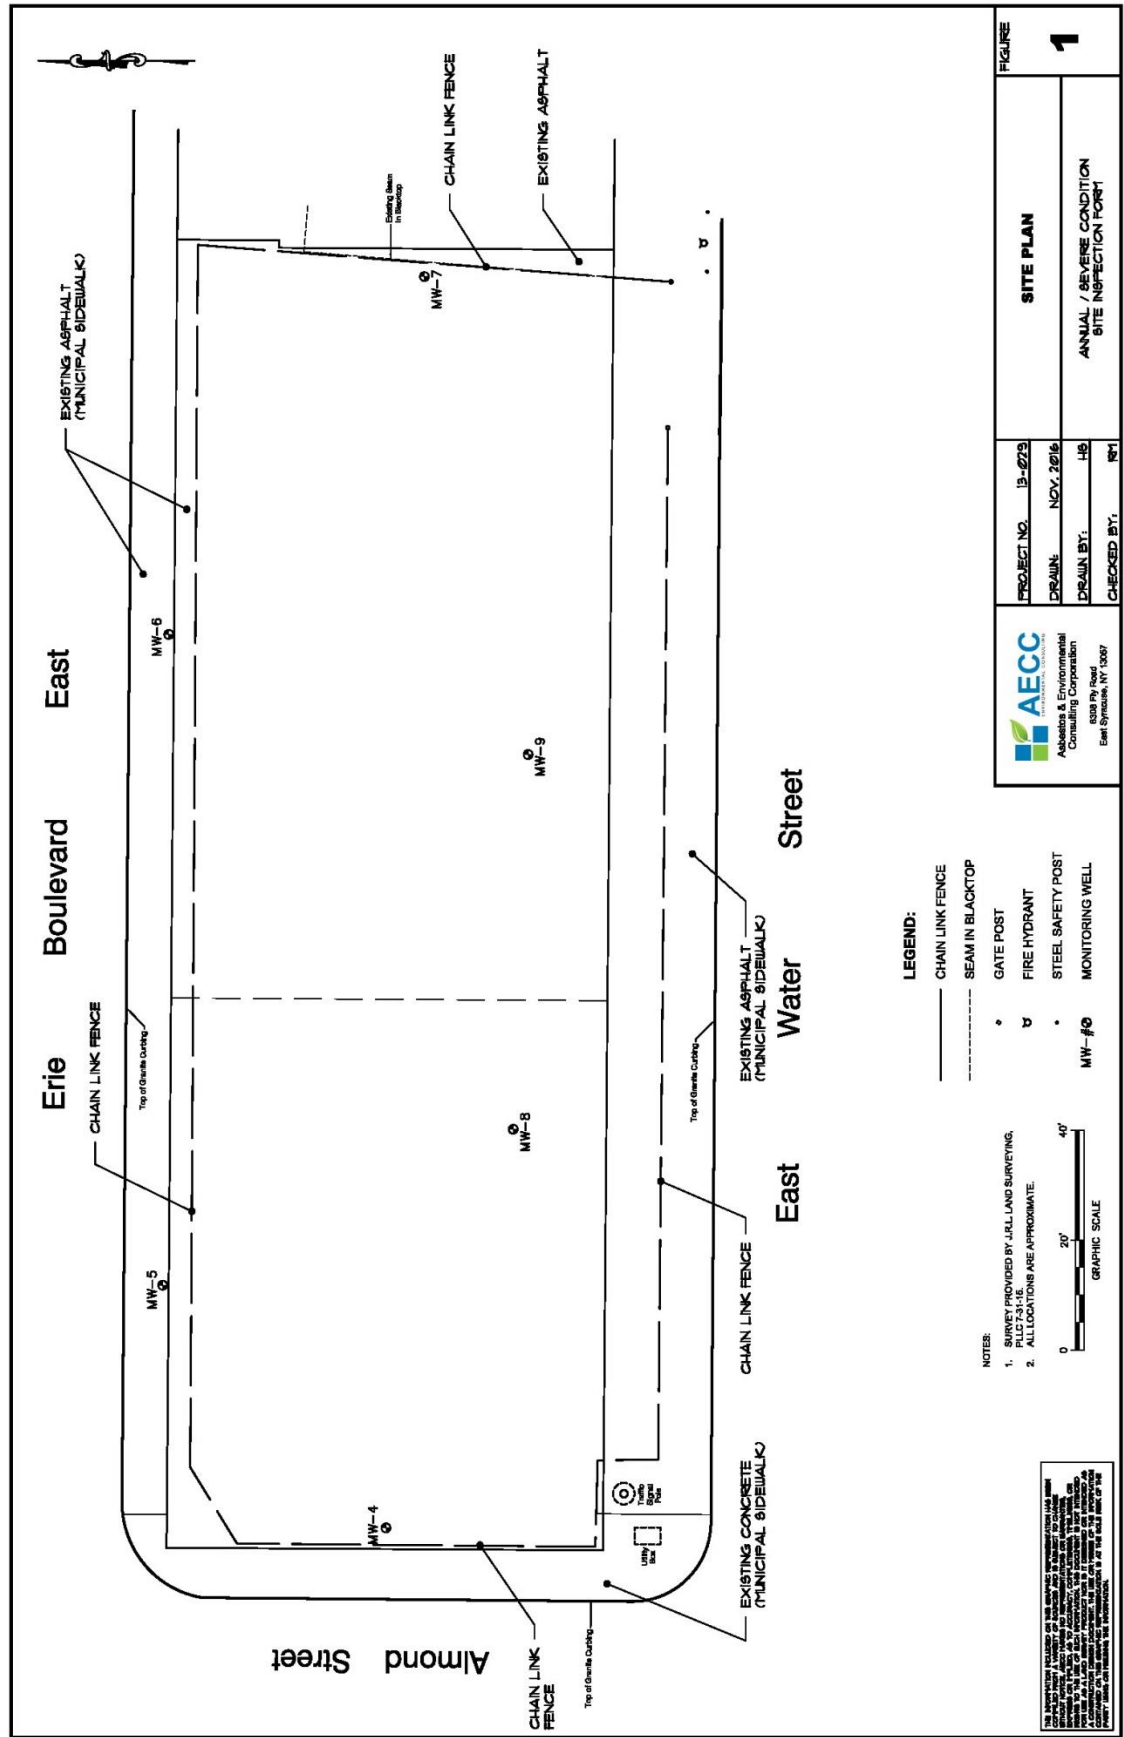 Erie Boulevard East
EXISTING ASPHALT
(MUNICIPAL SIDEWALK)
CHAIN LINK FENCE
Top of Granite Curbing
MW-5
MW-6
CHAIN LINK FENCE
EXISTING ASPHALT
Existing Seam
in Blacktop
MW-7
MW-4
MW-8
MW-9
Almond Street
CHAIN LINK
FENCE
Top of Granite Curbing
Utility
Box
Traffic
Signal
Pole
EXISTING CONCRETE
(MUNICIPAL SIDEWALK)
CHAIN LINK FENCE
Top of Granite Curbing
EXISTING ASPHALT
(MUNICIPAL SIDEWALK)
East Water Street
NOTES:
1. SURVEY PROVIDED BY J.R.L. LAND SURVEYING,
PLLC 7-31-15.
2. ALL LOCATIONS ARE APPROXIMATE.
0 20' 40'
GRAPHIC SCALE
LEGEND:
CHAIN LINK FENCE
SEAM IN BLACKTOP
GATE POST
FIRE HYDRANT
STEEL SAFETY POST
MW-# MONITORING WELL
AECC
ENVIRONMENTAL CONSULTING
Asbestos & Environmental
Consulting Corporation
6308 Fly Road
East Syracuse, NY 13057
PROJECT NO. 13-029
DRAWN: NOV. 2016
DRAWN BY: HS
CHECKED BY: RM
SITE PLAN
ANNUAL / SEVERE CONDITION
SITE INSPECTION FORM
FIGURE
1